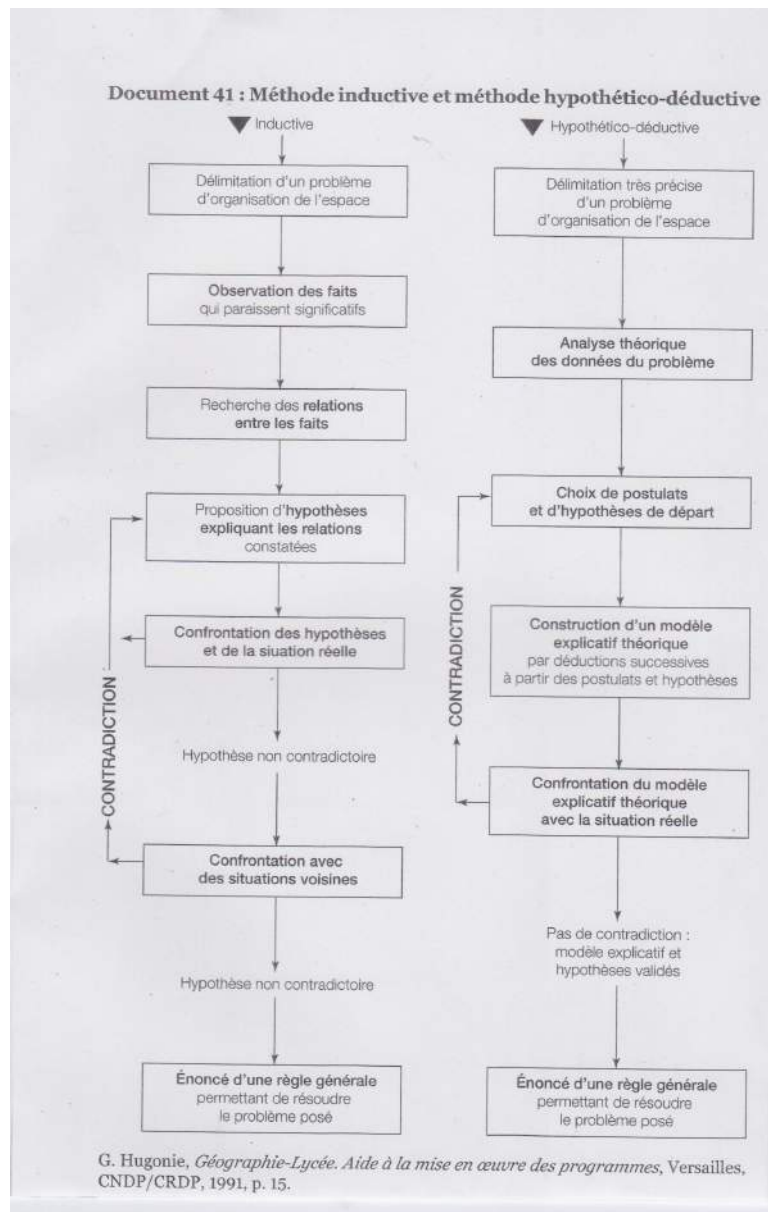 Document 41 : Méthode inductive et méthode hypothético-déductive
Inductive
Délimitation d'un problème
d'organisation de l'espace
Observation des faits
qui paraissent significatifs
Recherche des relations
entre les faits
Proposition d'hypothèses
expliquant les relations
constatées
Confrontation des hypothèses
et de la siuation réelle
CONTRADICTION
Hypothèse non contradictoire
Confrontation avec
des situations voisines
Hypothèse non contradictoire
Énoncé d'une règle générale
permettant de résoudre
le problème posé
Hypothético-déductive
Délimitation très précise
d'un problème
d'organisation de l'espace
Analyse théorique
des données du problème
Choix de postulats
et d'hypothèses de départ
Construction d'un modèle
explicatif théorique
par déductions successives
à partir des postulats et hypothèses
CONTRADICTION
Confrontation du modèle
explicatif théorique
avec la situation réelle
Pas de contradiction :
modèle explicatif et
hypothèses validés
Énoncé d'une règle générale
permettant de résoudre
le problème posé
G. Hugonie, Géographie-Lycée. Aide à la mise en œuvre des programmes, Versailles,
CNDP/CRDP, 1991, p. 15.